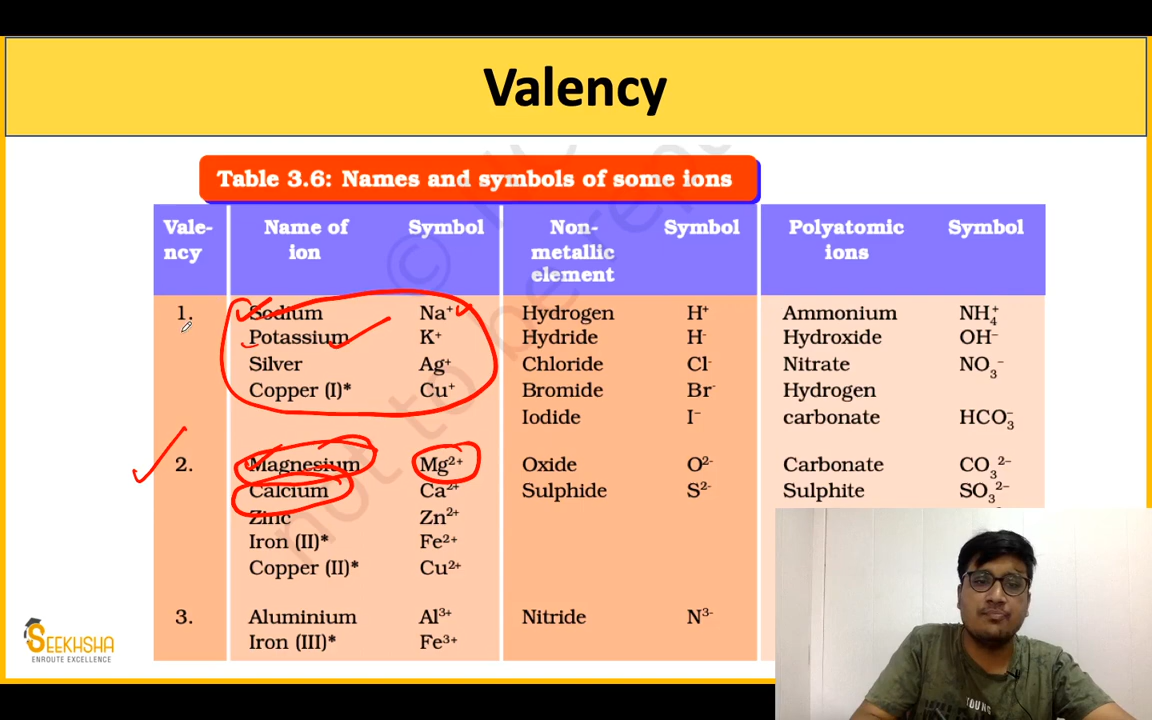 Valency
Table 3.6: Names and symbols of some ions
Vale-
ncy
Name of
ion
Symbol
Non-
metallic
element
Symbol
Polyatomic
ions
Symbol
1. Sodium Na⁺ Hydrogen H⁺ Ammonium NH₄⁺
Potassium K⁺ Hydride H⁻ Hydroxide OH⁻
Silver Ag⁺ Chloride Cl⁻ Nitrate NO₃⁻
Copper (I)* Cu⁺ Bromide Br⁻ Hydrogen
Iodide I⁻ carbonate HCO₃⁻
2. Magnesium Mg²⁺ Oxide O²⁻ Carbonate CO₃²⁻
Calcium Ca²⁺ Sulphide S²⁻ Sulphite SO₃²⁻
Zinc Zn²⁺
Iron (II)* Fe²⁺
Copper (II)* Cu²⁺
3. Aluminium Al³⁺ Nitride N³⁻
Iron (III)* Fe³⁺
SEEKHSHA
ENROUTE EXCELLENCE
not to be
YOUNG